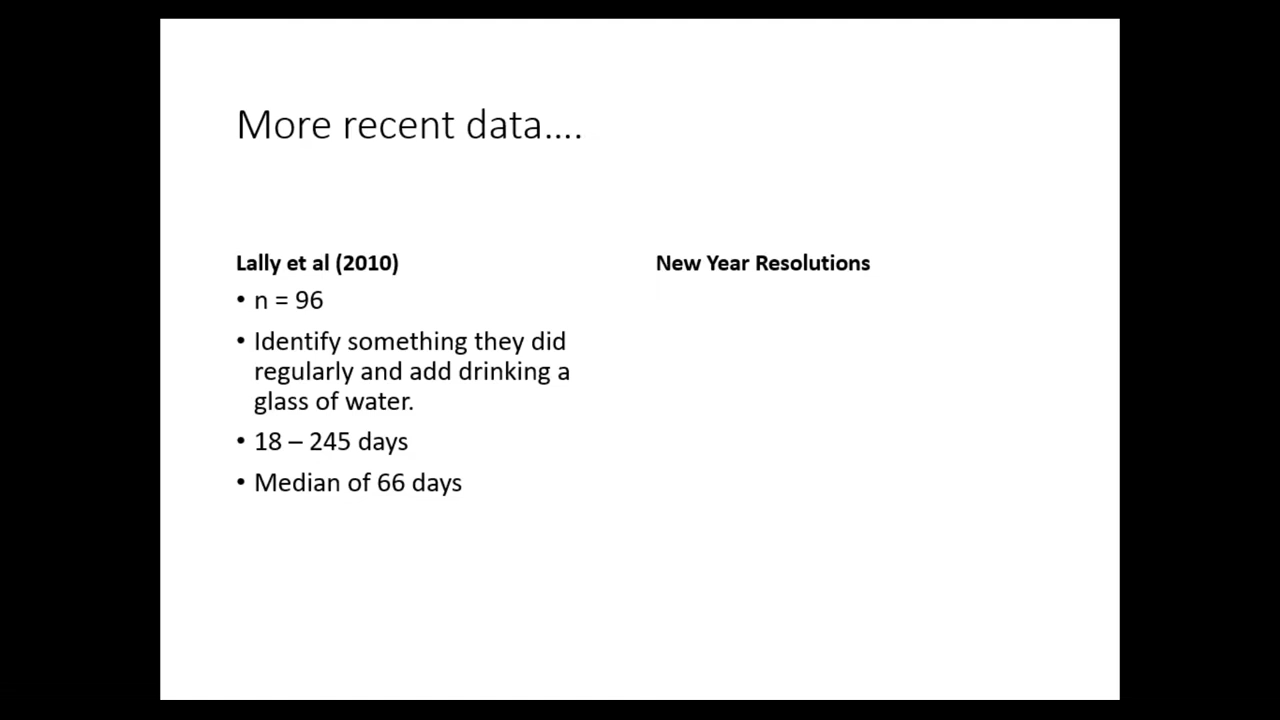 More recent data....
Lally et al (2010)
• n = 96
• Identify something they did
regularly and add drinking a
glass of water.
• 18 – 245 days
• Median of 66 days
New Year Resolutions